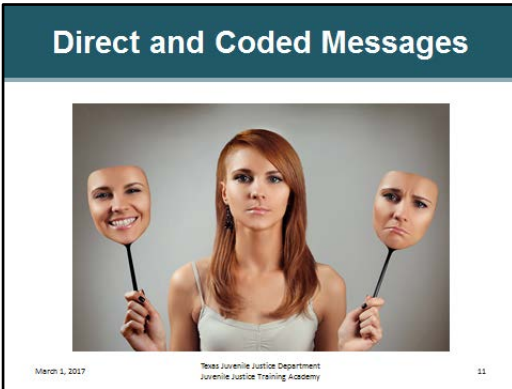 Direct and Coded Messages
March 1, 2017
Texas Juvenile Justice Department
Juvenile Justice Training Academy
11